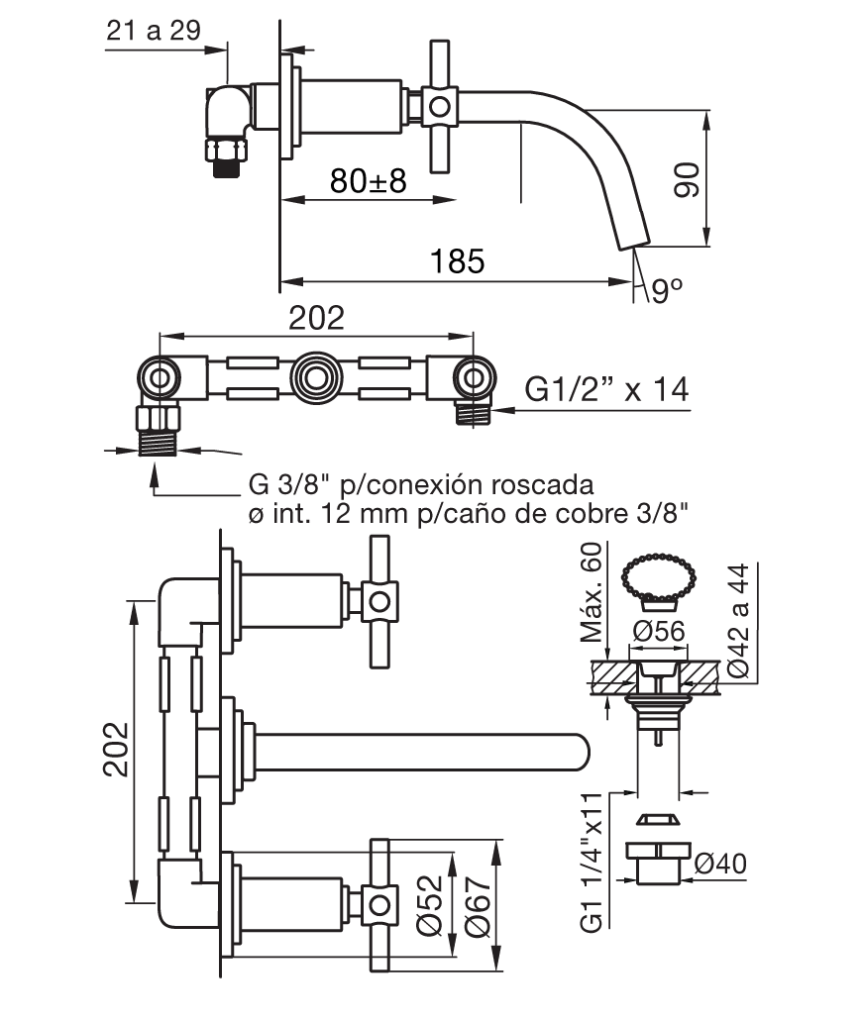 21 a 29
80±8
90
185
9º
202
G1/2” x 14
G 3/8" p/conexión roscada
ø int. 12 mm p/caño de cobre 3/8"
Máx. 60
Ø56
Ø42 a 44
202
Ø52
Ø67
G1 1/4"x11
Ø40